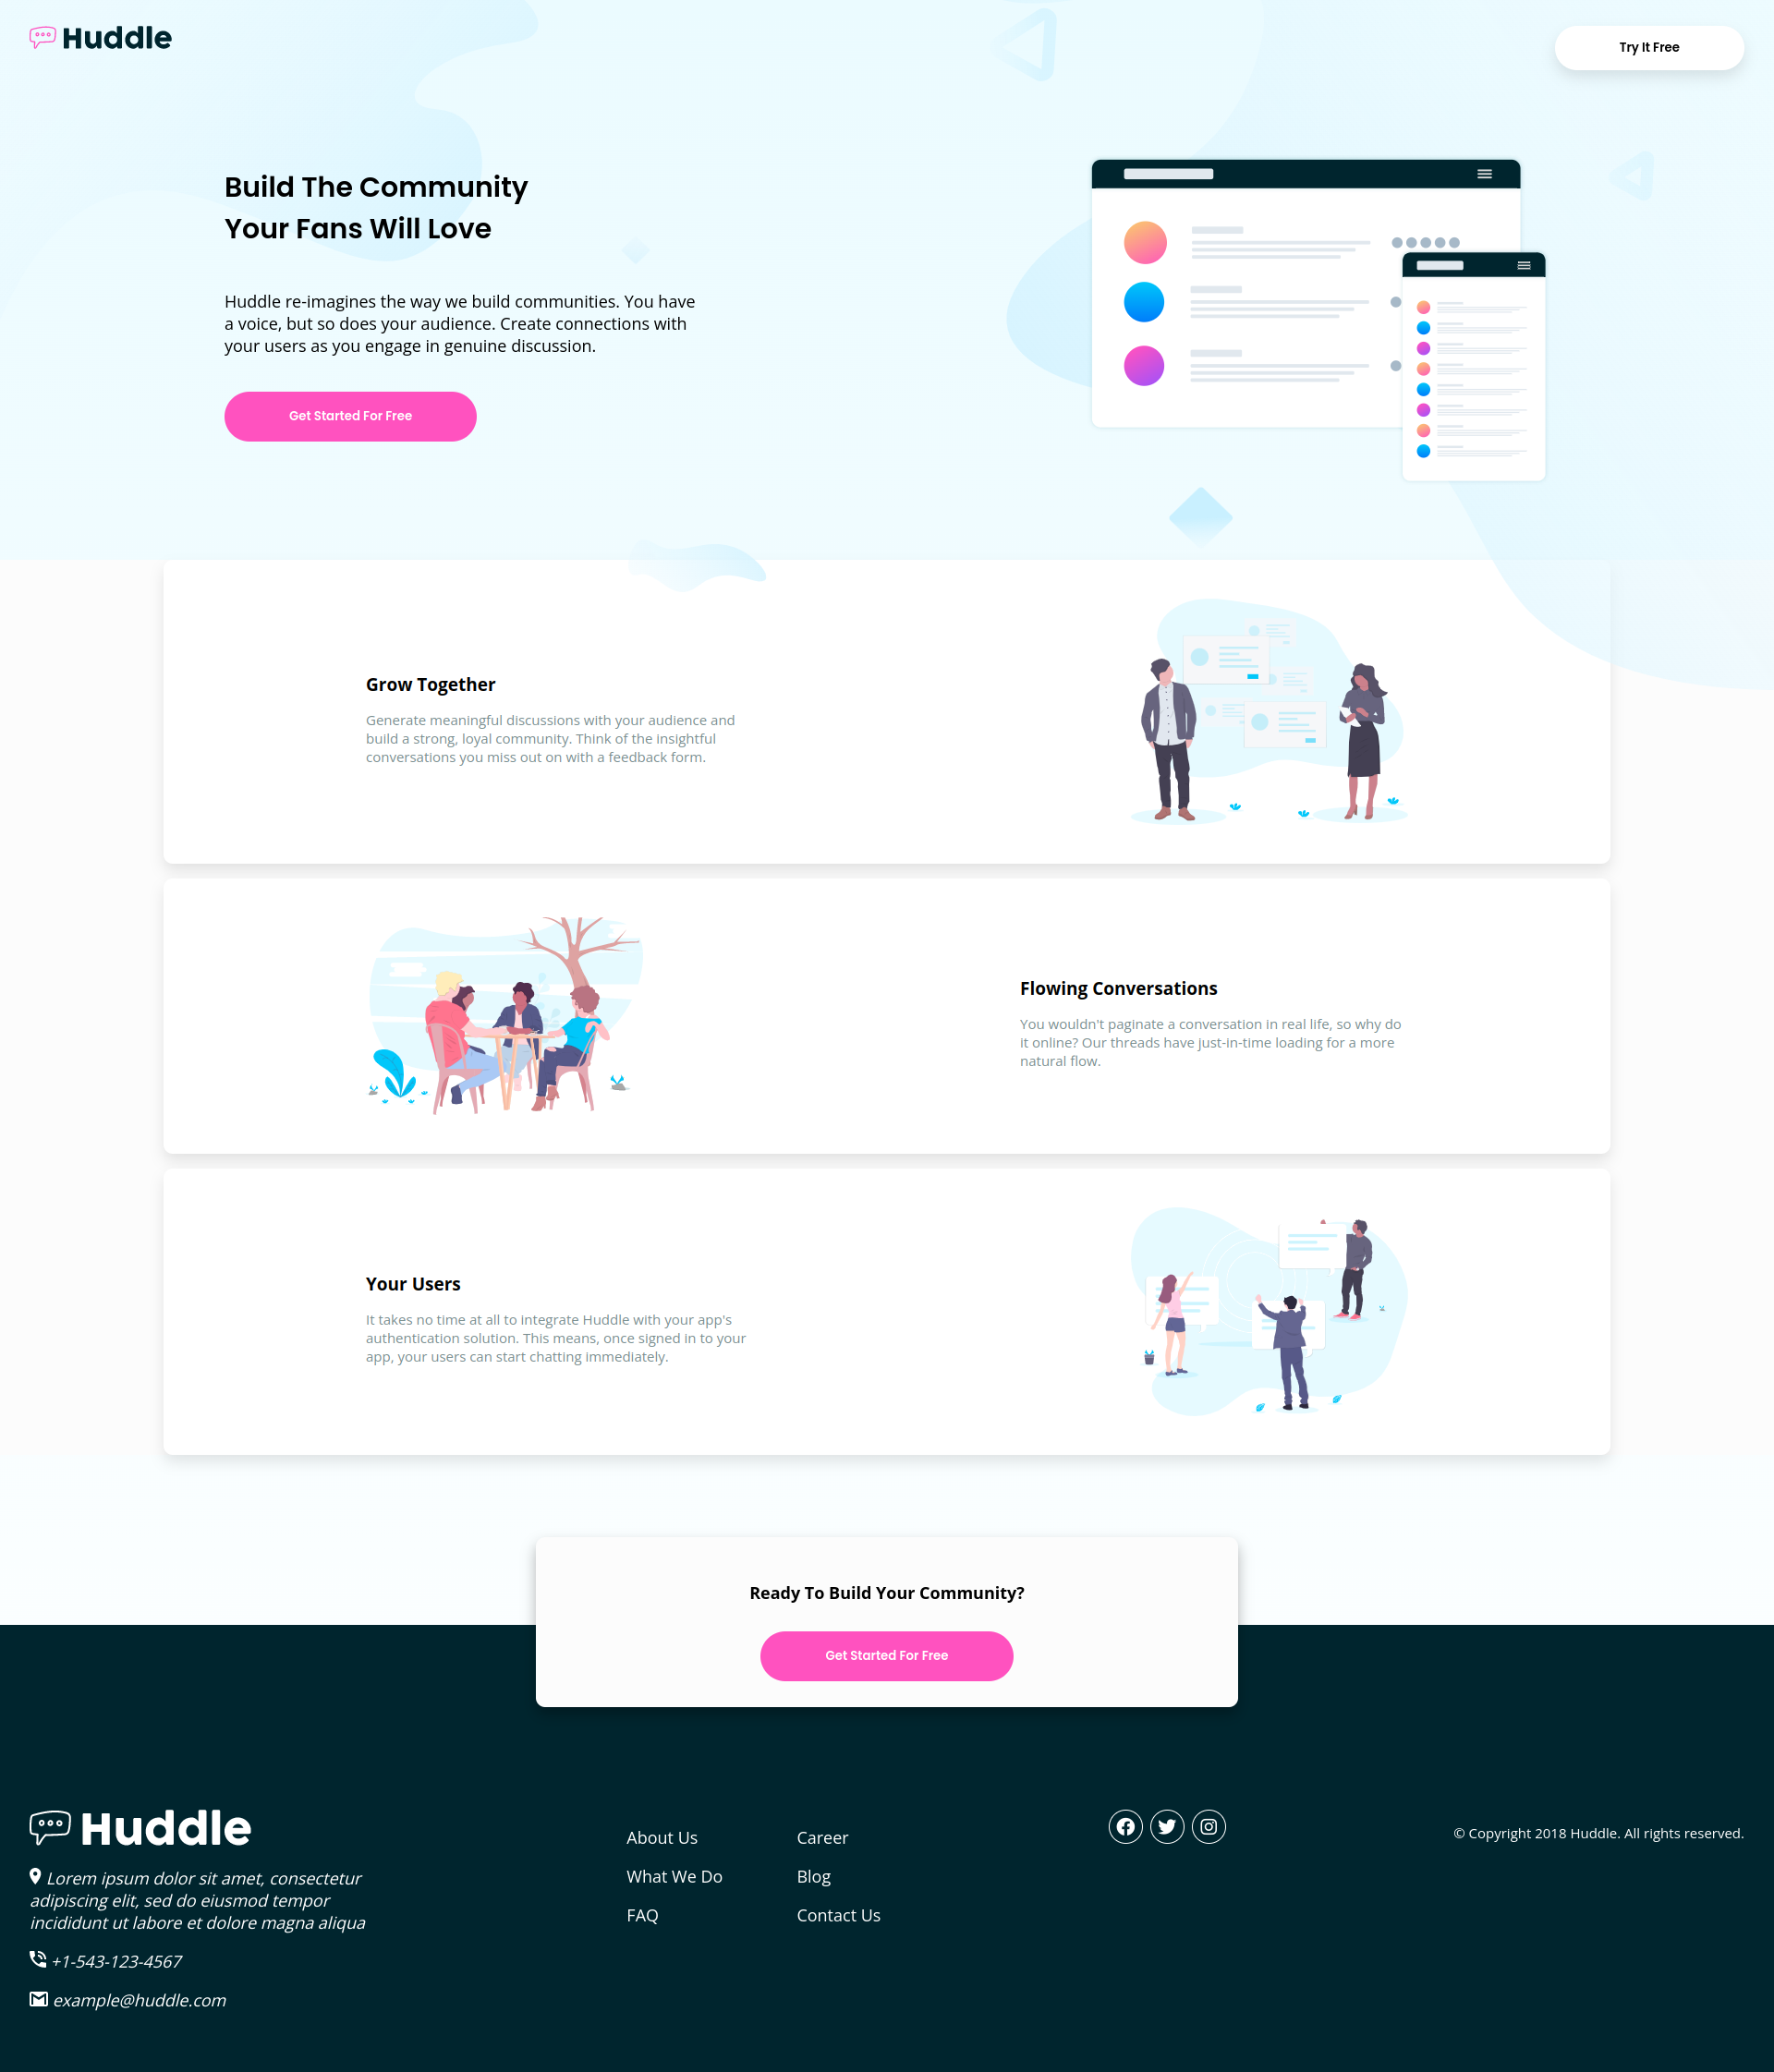 Huddle
Try It Free
Build The Community
Your Fans Will Love
Huddle re-imagines the way we build communities. You have
a voice, but so does your audience. Create connections with
your users as you engage in genuine discussion.
Get Started For Free
Grow Together
Generate meaningful discussions with your audience and
build a strong, loyal community. Think of the insightful
conversations you miss out on with a feedback form.
Flowing Conversations
You wouldn't paginate a conversation in real life, so why do
it online? Our threads have just-in-time loading for a more
natural flow.
Your Users
It takes no time at all to integrate Huddle with your app's
authentication solution. This means, once signed in to your
app, your users can start chatting immediately.
Ready To Build Your Community?
Get Started For Free
Huddle
Lorem ipsum dolor sit amet, consectetur
adipiscing elit, sed do eiusmod tempor
incididunt ut labore et dolore magna aliqua
+1-543-123-4567
example@huddle.com
About Us
What We Do
FAQ
Career
Blog
Contact Us
© Copyright 2018 Huddle. All rights reserved.